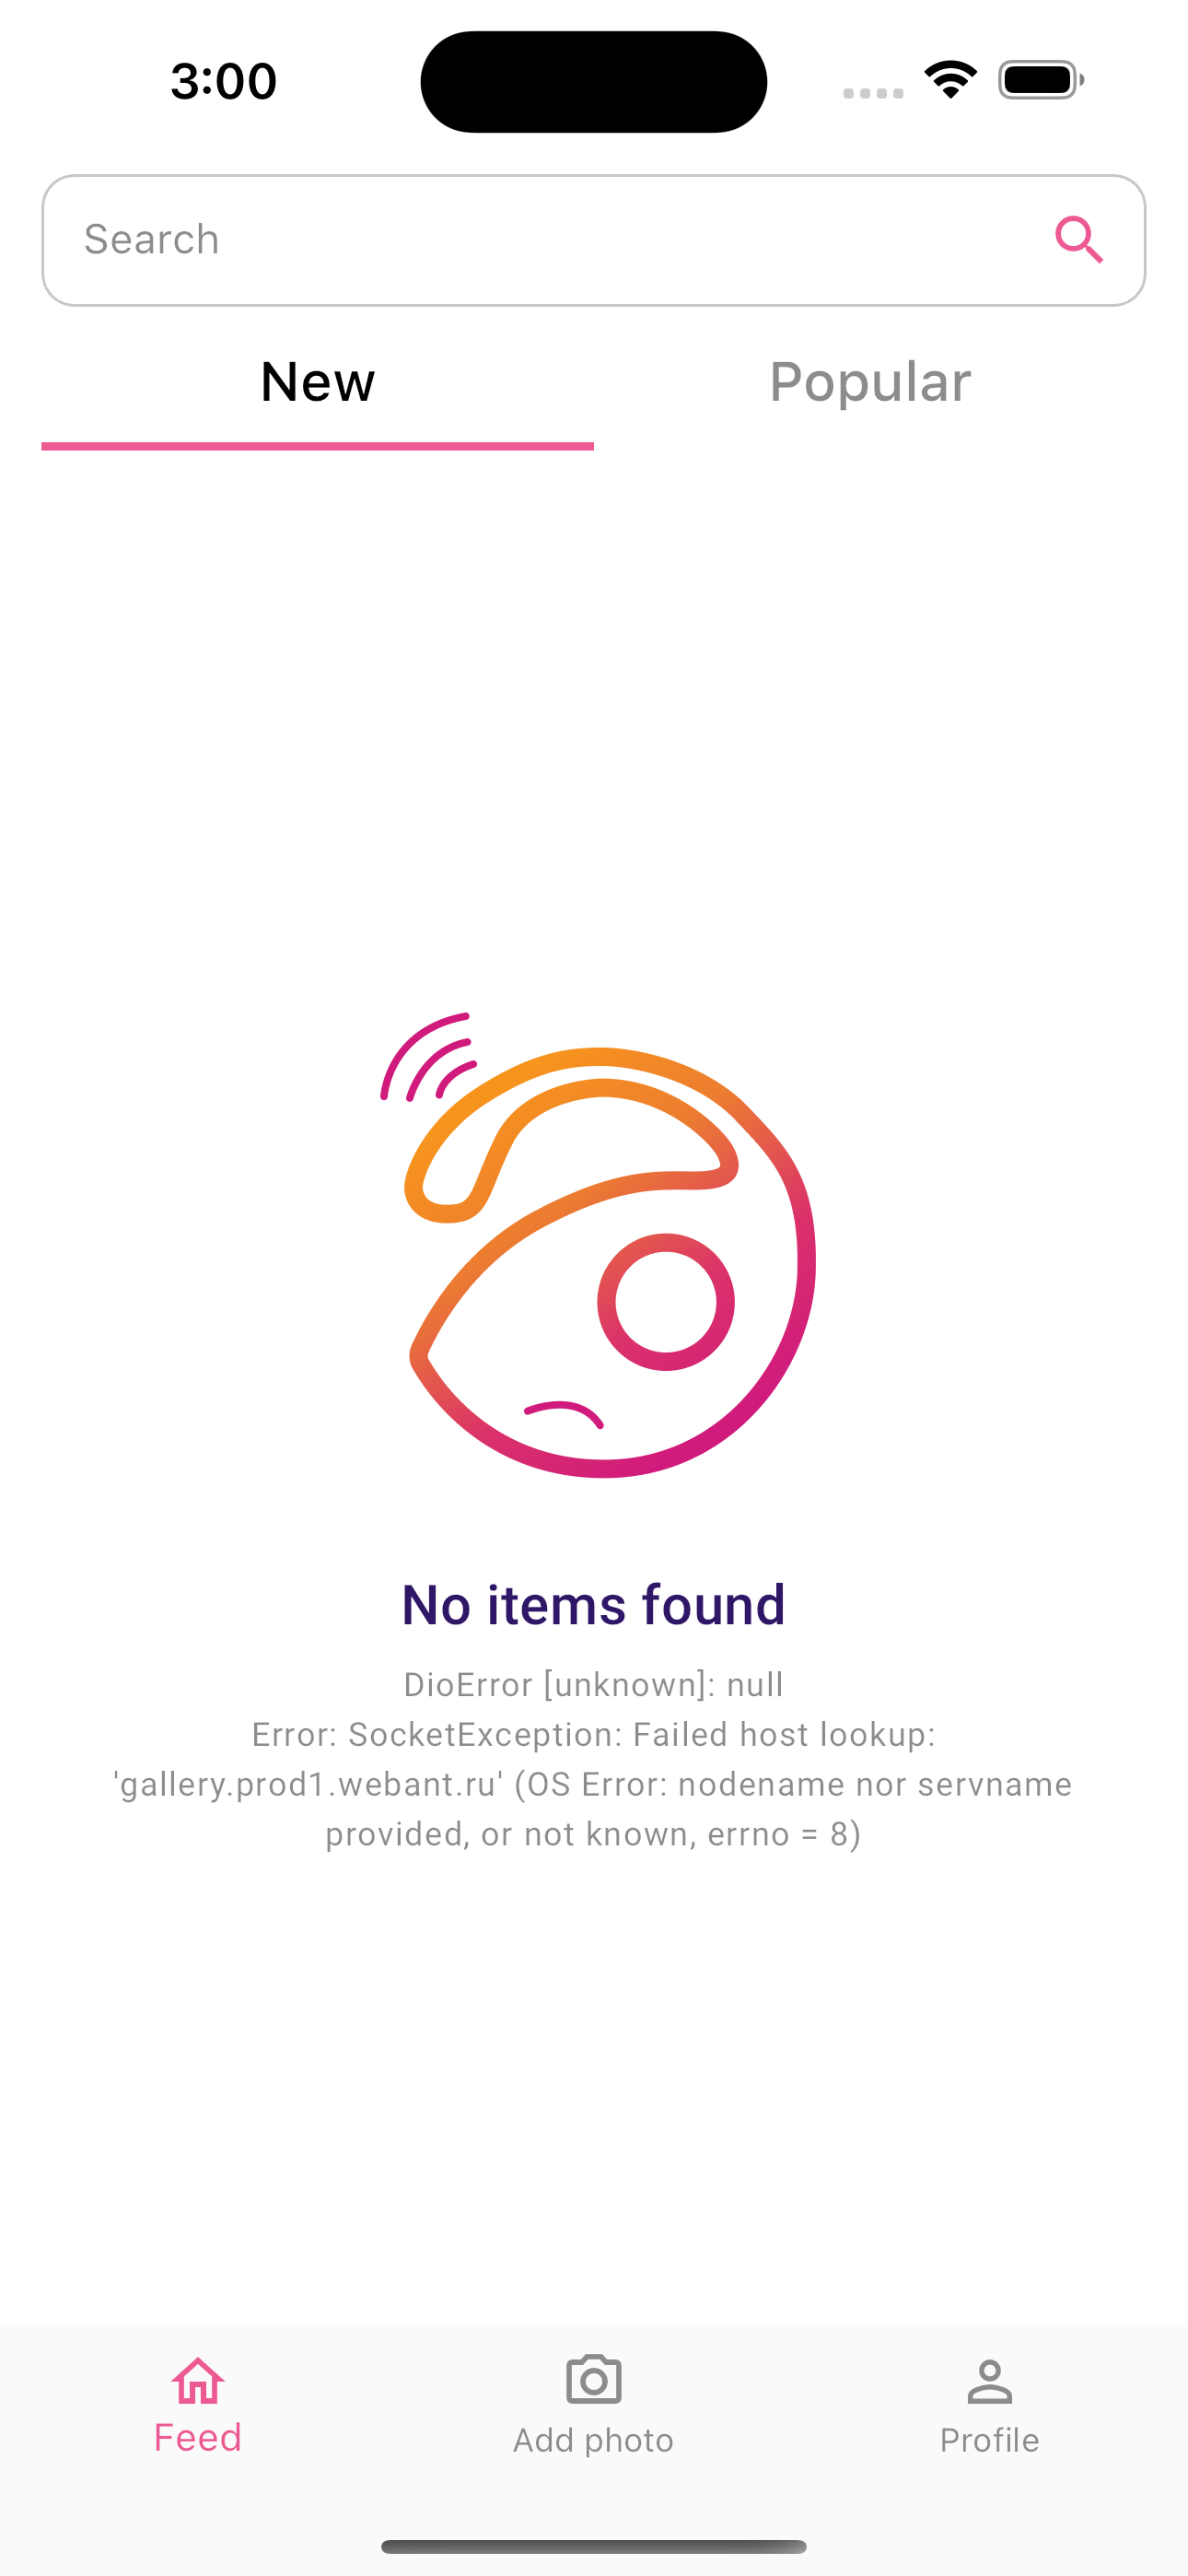 3:00
Search
New
Popular
No items found
DioError [unknown]: null
Error: SocketException: Failed host lookup:
'gallery.prod1.webant.ru' (OS Error: nodename nor servname
provided, or not known, errno = 8)
Feed
Add photo
Profile